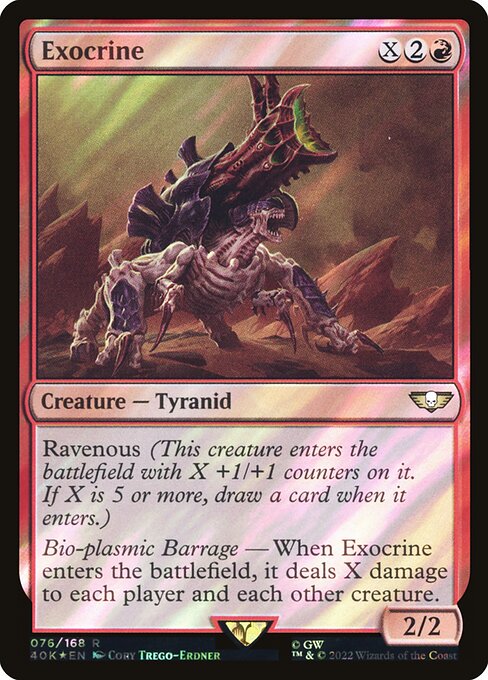 Exocrine X 2
Creature — Tyranid
Ravenous (This creature enters the
battlefield with X +1/+1 counters on it.
If X is 5 or more, draw a card when it
enters.)
Bio-plasmic Barrage — When Exocrine
enters the battlefield, it deals X damage
to each player and each other creature.
2/2
076/168 R
40K★EN Cory Trego-Erdner
© GW
™ & © 2022 Wizards of the Coast